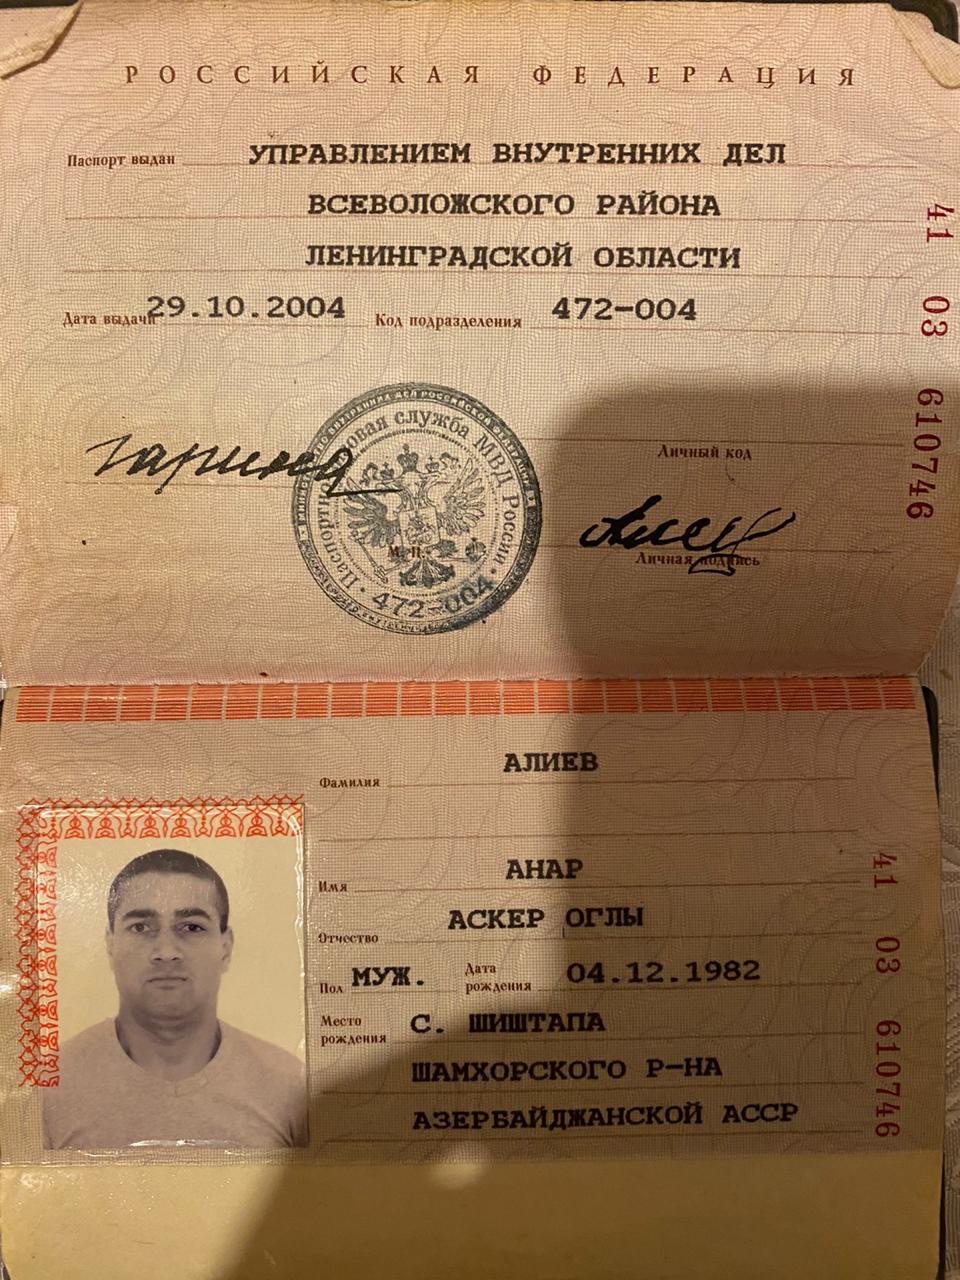 РОССИЙСКАЯ ФЕДЕРАЦИЯ
Паспорт выдан УПРАВЛЕНИЕМ ВНУТРЕННИХ ДЕЛ
ВСЕВОЛОЖСКОГО РАЙОНА
ЛЕНИНГРАДСКОЙ ОБЛАСТИ
Дата выдачи 29.10.2004 Код подразделения 472-004
41 03 610746
Личный код
Личная подпись
Паспортно-визовая служба МВД России
М.П.
472-004
Фамилия АЛИЕВ
Имя АНАР
Отчество АСКЕР ОГЛЫ
Пол МУЖ. Дата рождения 04.12.1982
Место рождения С. ШИШТАПА
ШАМХОРСКОГО Р-НА
АЗЕРБАЙДЖАНСКОЙ АССР
41 03 610746